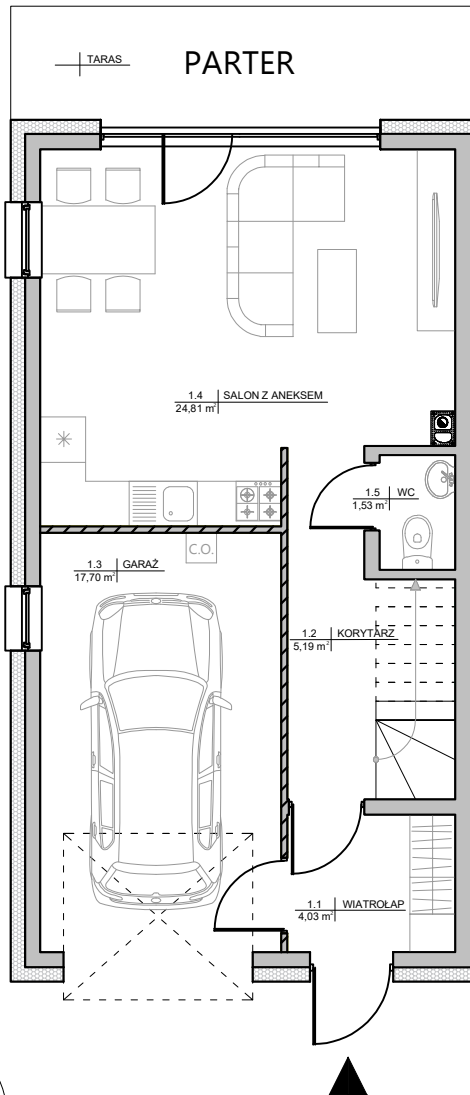 TARAS
PARTER
1.4 SALON Z ANEKSEM
24,81 m²
1.5 WC
1,53 m²
C.O.
1.3 GARAŻ
17,70 m²
1.2 KORYTARZ
5,19 m²
1.1 WIATROŁAP
4,03 m²